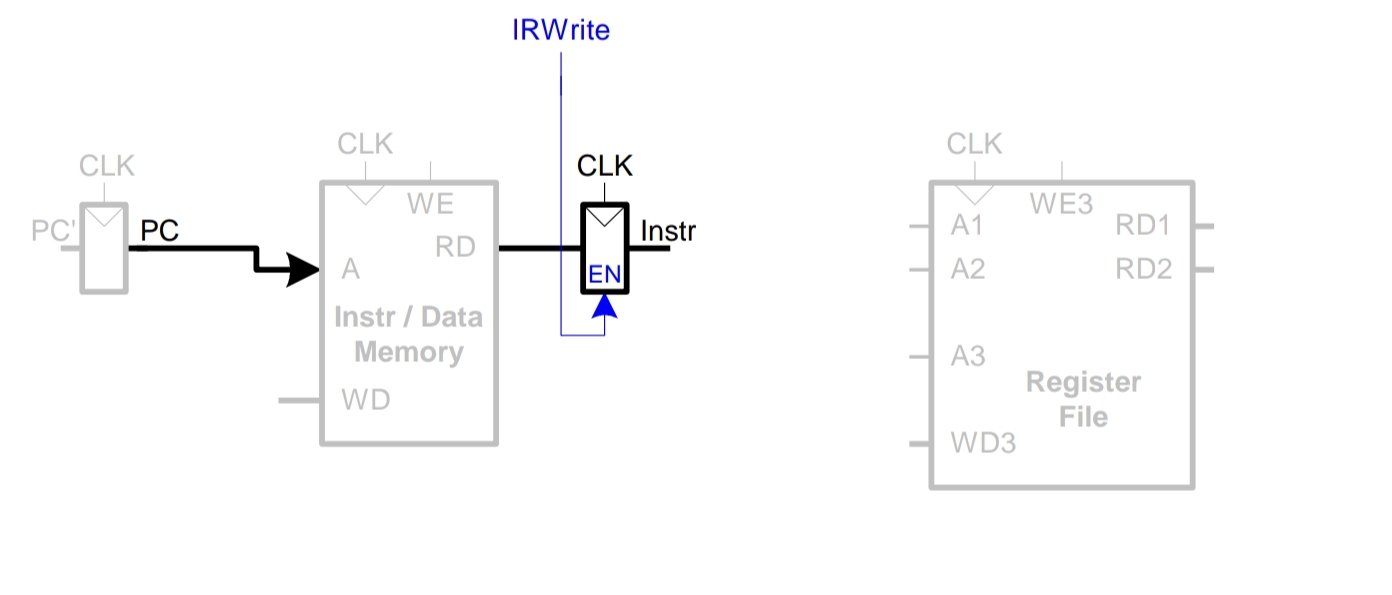 IRWrite
CLK
PC'
PC
CLK
WE
RD
A
Instr / Data
Memory
WD
CLK
Instr
EN
CLK
WE3
A1
RD1
A2
RD2
A3
Register
File
WD3